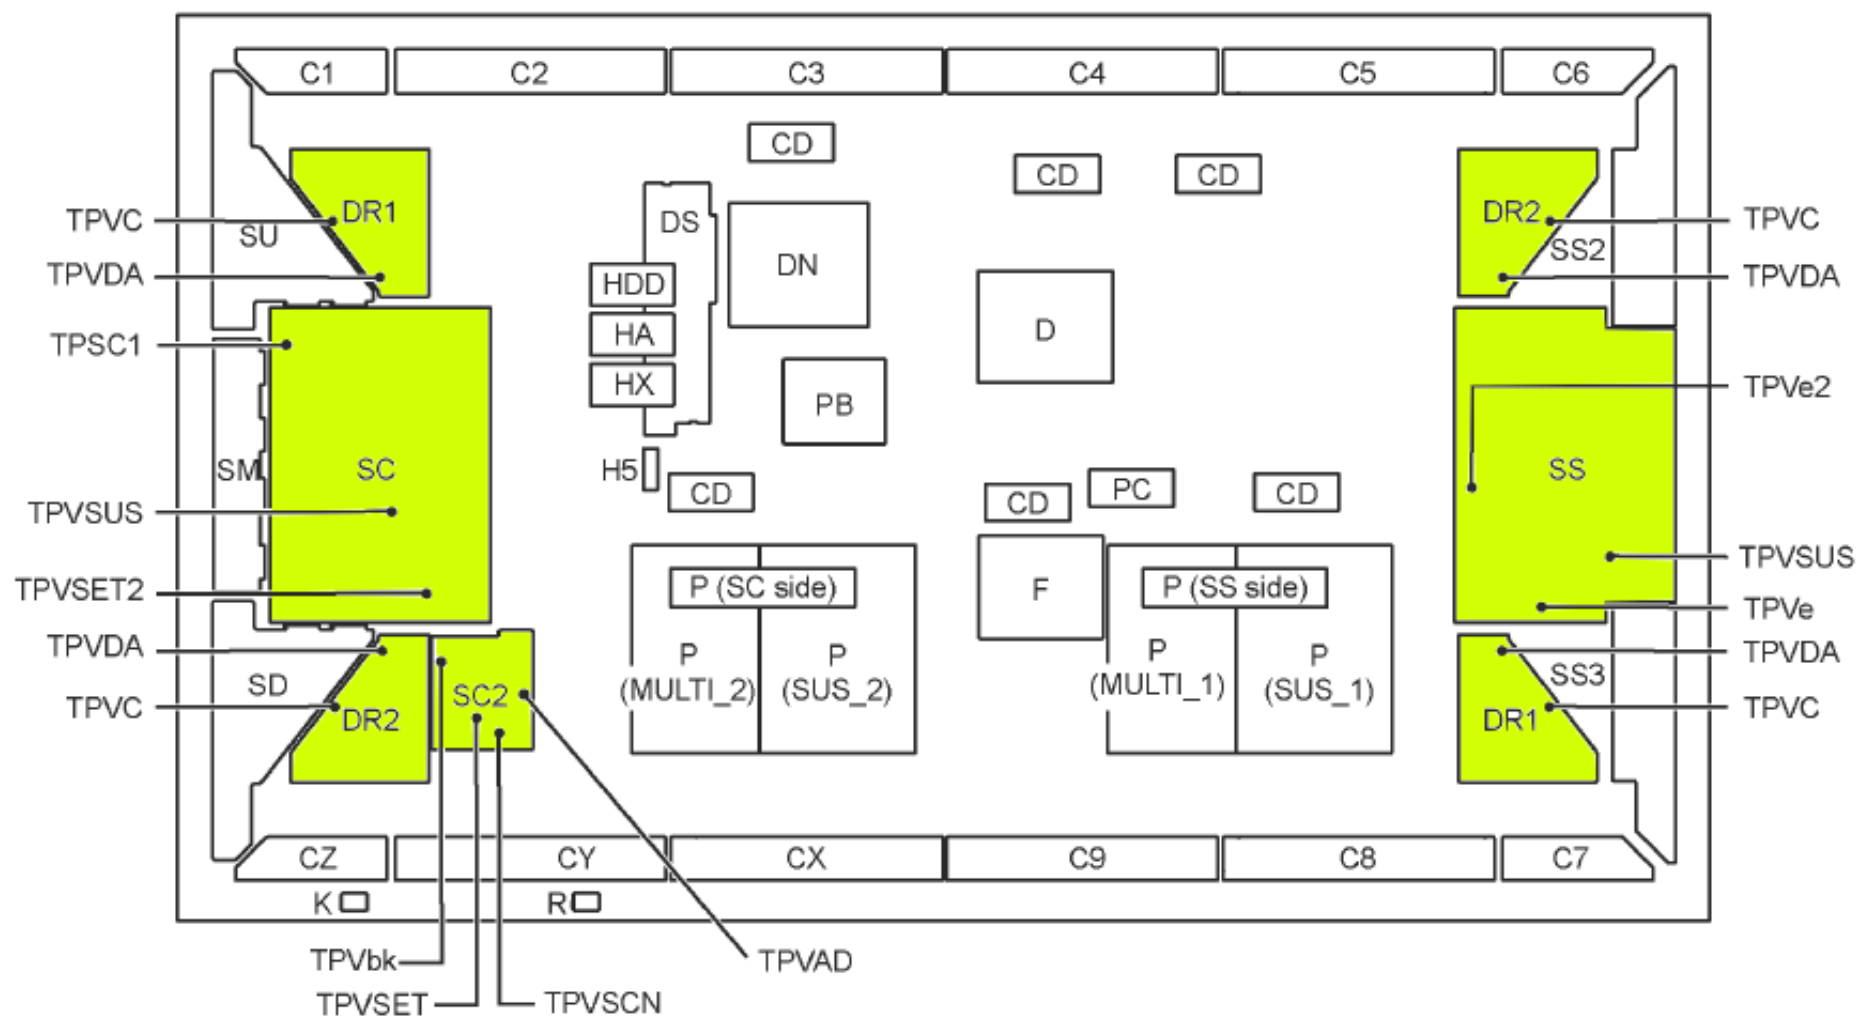 C1 C2 C3 C4 C5 C6
CD
CD CD
TPVC SU DR1 DS DR2 SS2 TPVC
TPVDA HDD DN TPVDA
TPSC1 HA D
HX PB TPVe2
SM SC H5 CD CD PC CD SS
TPVSUS
TPVSUS
TPVSET2 P (SC side) F P (SS side) TPVe
TPVDA P P P P TPVDA
SD SC2 (MULTI_2) (SUS_2) (MULTI_1) (SUS_1) SS3
TPVC DR2 DR1 TPVC
CZ CY CX C9 C8 C7
K R
TPVbk TPVAD
TPVSET TPVSCN